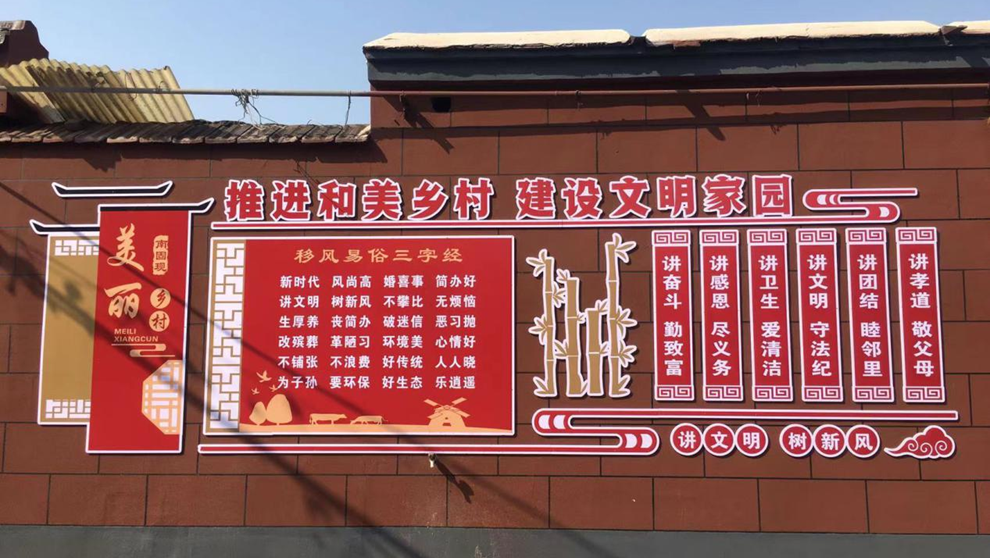 推进和美乡村 建设文明家园
美丽
南固现
乡村
MEILI
XIANGCUN
移风易俗三字经
新时代 风尚高 婚喜事 简办好
讲文明 树新风 不攀比 无烦恼
生厚养 丧简办 破迷信 恶习抛
改殡葬 革陋习 环境美 心情好
不铺张 不浪费 好传统 人人晓
为子孙 要环保 好生态 乐逍遥
讲奋斗 勤致富
讲感恩 尽义务
讲卫生 爱清洁
讲文明 守法纪
讲团结 睦邻里
讲孝道 敬父母
讲文明 树新风